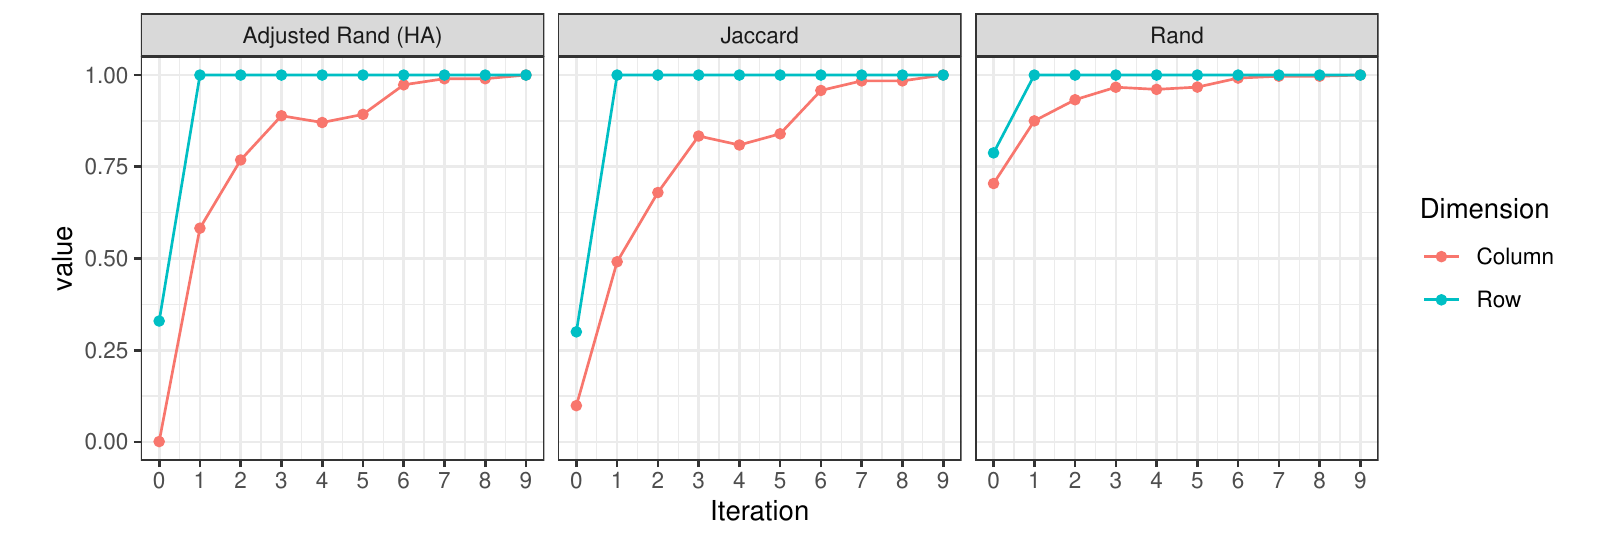 Adjusted Rand (HA) Jaccard Rand
1.00
0.75
0.50
0.25
0.00
value
0 1 2 3 4 5 6 7 8 9 0 1 2 3 4 5 6 7 8 9 0 1 2 3 4 5 6 7 8 9
Iteration
Dimension
Column
Row